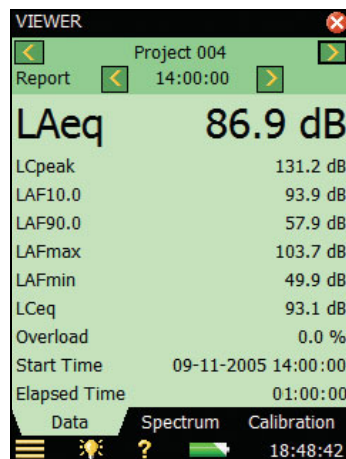 VIEWER
Project 004
Report 14:00:00
LAeq 86.9 dB
LCpeak 131.2 dB
LAF10.0 93.9 dB
LAF90.0 57.9 dB
LAFmax 103.7 dB
LAFmin 49.9 dB
LCeq 93.1 dB
Overload 0.0 %
Start Time 09-11-2005 14:00:00
Elapsed Time 01:00:00
Data Spectrum Calibration
? 18:48:42